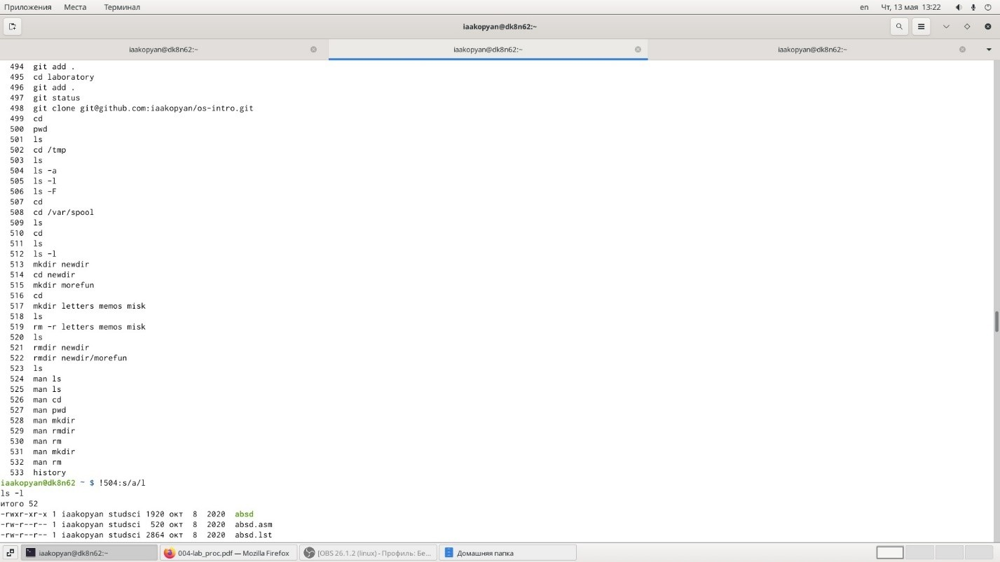 Приложения Места Терминал en Чт, 13 мая 13:22
iaakopyan@dk8n62:~
iaakopyan@dk8n62:~ iaakopyan@dk8n62:~ iaakopyan@dk8n62:~
494 git add .
495 cd laboratory
496 git add .
497 git status
498 git clone git@github.com:iaakopyan/os-intro.git
499 cd
500 pwd
501 ls
502 cd /tmp
503 ls
504 ls -a
505 ls -l
506 ls -F
507 cd
508 cd /var/spool
509 ls
510 cd
511 ls
512 ls -l
513 mkdir newdir
514 cd newdir
515 mkdir morefun
516 cd
517 mkdir letters memos misk
518 ls
519 rm -r letters memos misk
520 ls
521 rmdir newdir
522 rmdir newdir/morefun
523 ls
524 man ls
525 man ls
526 man cd
527 man pwd
528 man mkdir
529 man rmdir
530 man rm
531 man mkdir
532 man rm
533 history
iaakopyan@dk8n62 ~ $ !504:s/a/l
ls -l
итого 52
-rwxr-xr-x 1 iaakopyan studsci 1920 окт 8 2020 absd
-rw-r--r-- 1 iaakopyan studsci 520 окт 8 2020 absd.asm
-rw-r--r-- 1 iaakopyan studsci 2864 окт 8 2020 absd.lst
iaakopyan@dk8n62:~ 004-lab_proc.pdf — Mozilla Firefox [OBS 26.1.2 (linux) - Профиль: Бе... Домашняя папка